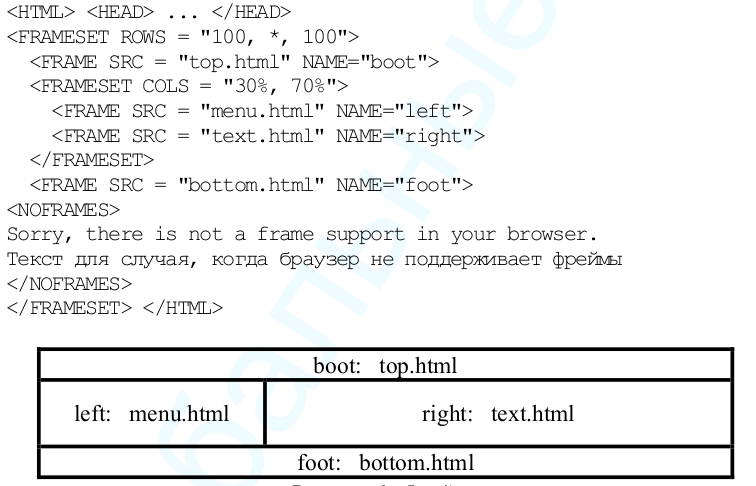 <HTML> <HEAD> ... </HEAD>
<FRAMESET ROWS = "100, *, 100">
<FRAME SRC = "top.html" NAME="boot">
<FRAMESET COLS = "30%, 70%">
<FRAME SRC = "menu.html" NAME="left">
<FRAME SRC = "text.html" NAME="right">
</FRAMESET>
<FRAME SRC = "bottom.html" NAME="foot">
<NOFRAMES>
Sorry, there is not a frame support in your browser.
Текст для случая, когда браузер не поддерживает фреймы
</NOFRAMES>
</FRAMESET> </HTML>
boot: top.html
left: menu.html right: text.html
foot: bottom.html